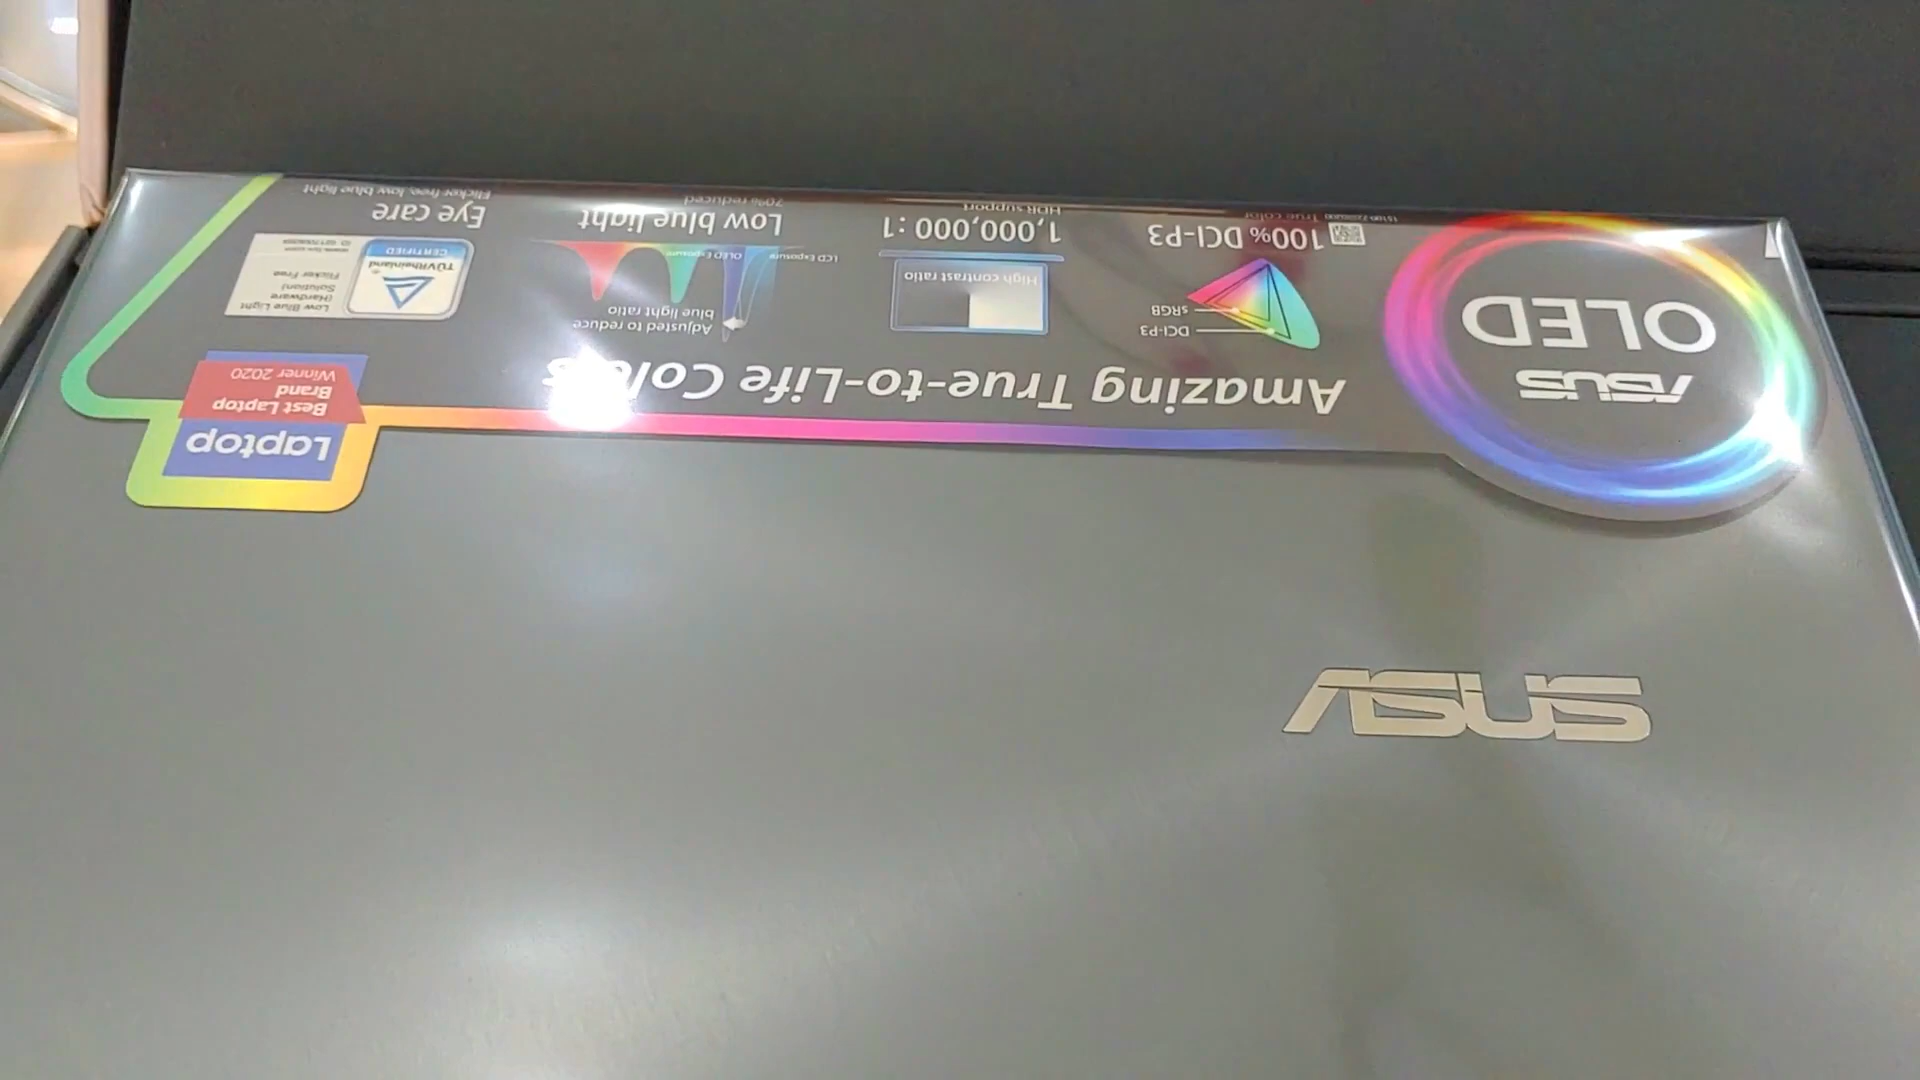 ASUS
OLED
Amazing True-to-Life Colors
DCI-P3
sRGB
100% DCI-P3
True color
High contrast ratio
1,000,000 : 1
HDR support
Adjusted to reduce
blue light ratio
LCD Exposure
OLED Exposure
Low blue light
70% reduced
Low Blue Light
(Hardware
Solution)
Flicker Free
www.tuv.com
TÜVRheinland
CERTIFIED
Eye care
Flicker free, low blue light
Laptop
Best Laptop
Brand
Winner 2020
ASUS